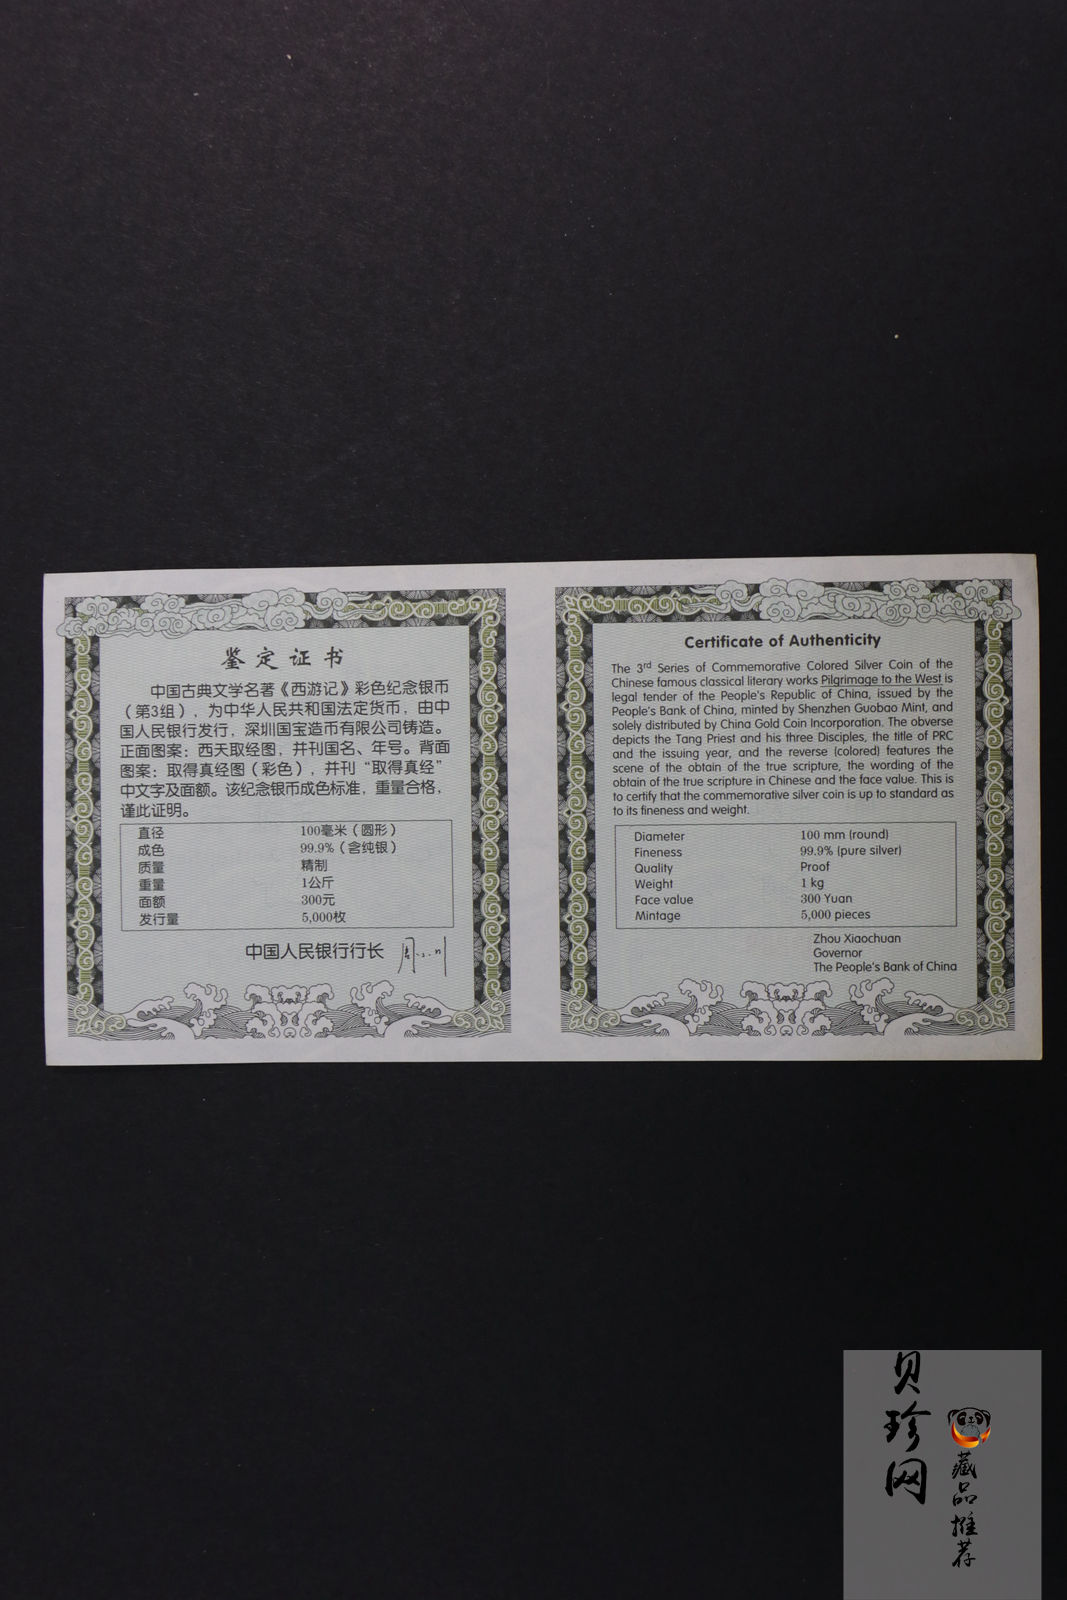 鉴定证书
中国古典文学名著《西游记》彩色纪念银币
（第3组），为中华人民共和国法定货币，由中
国人民银行发行，深圳国宝造币有限公司铸造。
正面图案：西天取经图，并刊国名、年号。背面
图案：取得真经图（彩色），并刊“取得真经”
中文字及面额。该纪念银币成色标准，重量合格，
谨此证明。
直径 100毫米（圆形）
成色 99.9%（含纯银）
质量 精制
重量 1公斤
面额 300元
发行量 5,000枚
中国人民银行行长
Certificate of Authenticity
The 3rd Series of Commemorative Colored Silver Coin of the
Chinese famous classical literary works Pilgrimage to the West is
legal tender of the People's Republic of China, issued by the
People's Bank of China, minted by Shenzhen Guobao Mint, and
solely distributed by China Gold Coin Incorporation. The obverse
depicts the Tang Priest and his three Disciples, the title of PRC
and the issuing year, and the reverse (colored) features the
scene of the obtain of the true scripture, the wording of the
obtain of the true scripture in Chinese and the face value. This is
to certify that the commemorative silver coin is up to standard as
to its fineness and weight.
Diameter 100 mm (round)
Fineness 99.9% (pure silver)
Quality Proof
Weight 1 kg
Face value 300 Yuan
Mintage 5,000 pieces
Zhou Xiaochuan
Governor
The People's Bank of China
贝珍网
藏品推荐